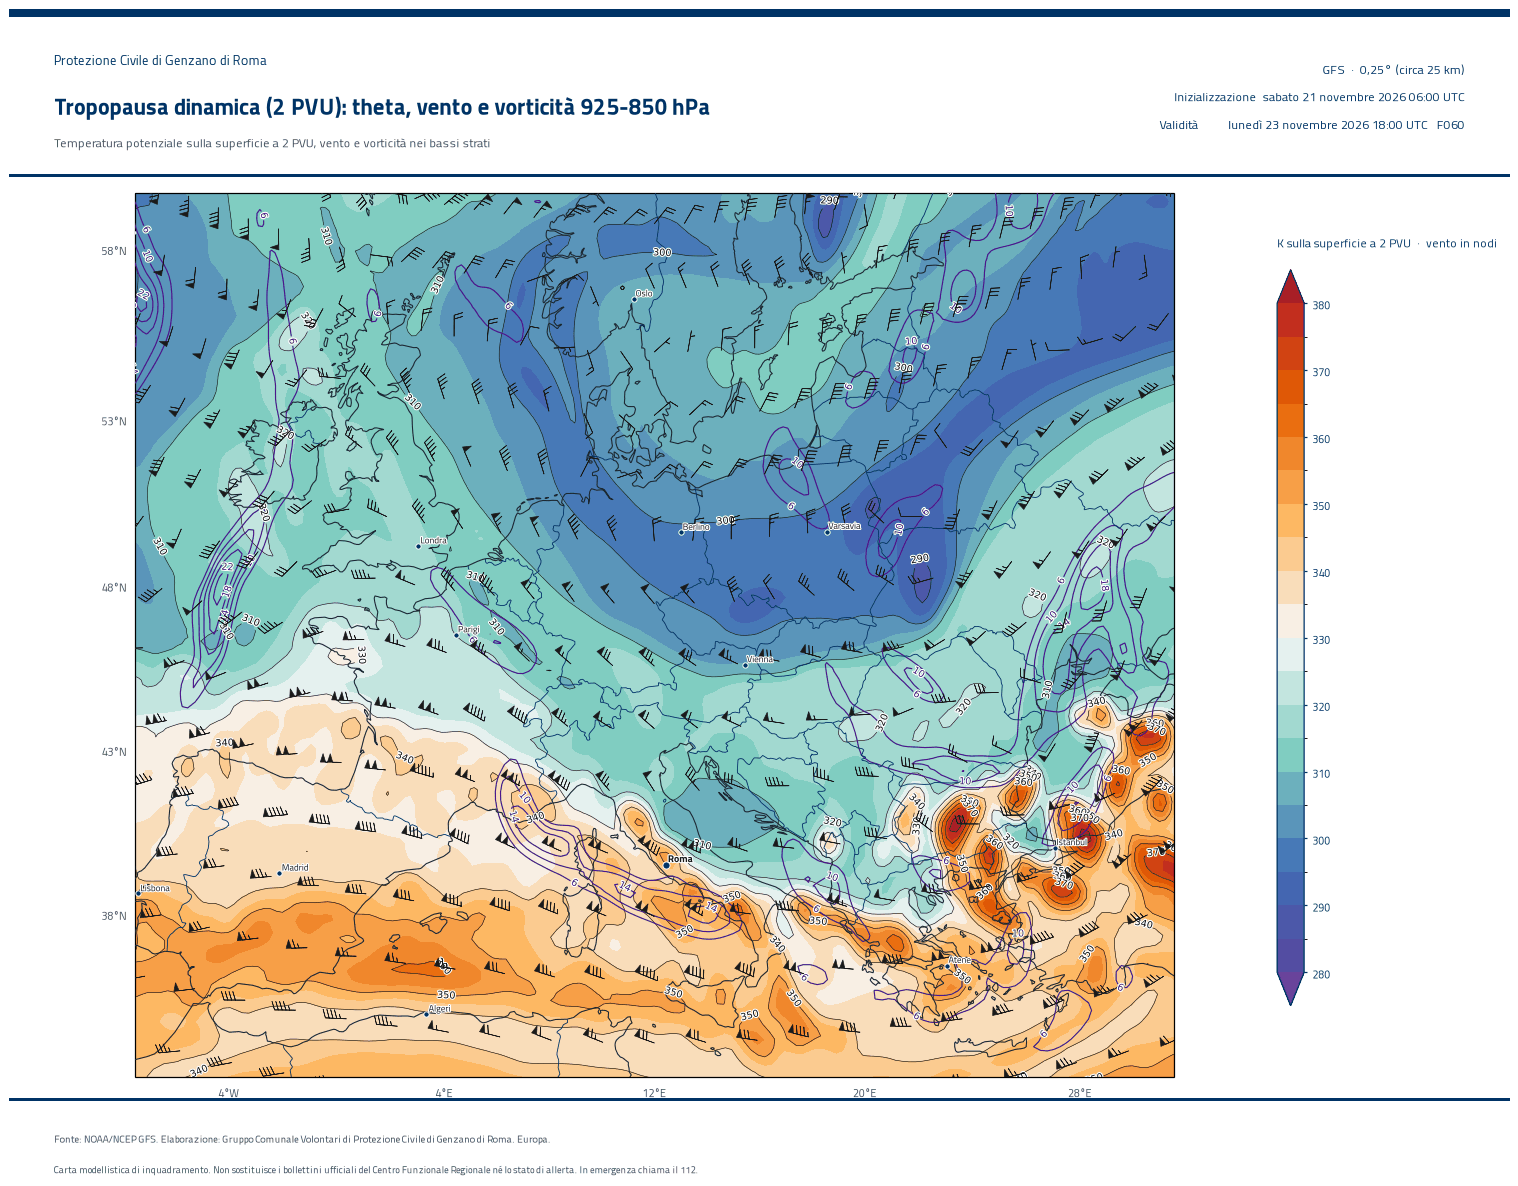 Protezione Civile di Genzano di Roma
Tropopausa dinamica (2 PVU): theta, vento e vorticità 925-850 hPa
Temperatura potenziale sulla superficie a 2 PVU, vento e vorticità nei bassi strati
GFS · 0,25° (circa 25 km)
Inizializzazione sabato 21 novembre 2026 06:00 UTC
Validità lunedì 23 novembre 2026 18:00 UTC F060
K sulla superficie a 2 PVU · vento in nodi
380
370
360
350
340
330
320
310
300
290
280
58°N
53°N
48°N
43°N
38°N
4°W
4°E
12°E
20°E
28°E
Oslo
Berlino
Varsavia
Londra
Parigi
Vienna
Madrid
Lisbona
Roma
Istanbul
Atene
Algeri
Fonte: NOAA/NCEP GFS. Elaborazione: Gruppo Comunale Volontari di Protezione Civile di Genzano di Roma. Europa.
Carta modellistica di inquadramento. Non sostituisce i bollettini ufficiali del Centro Funzionale Regionale né lo stato di allerta. In emergenza chiama il 112.